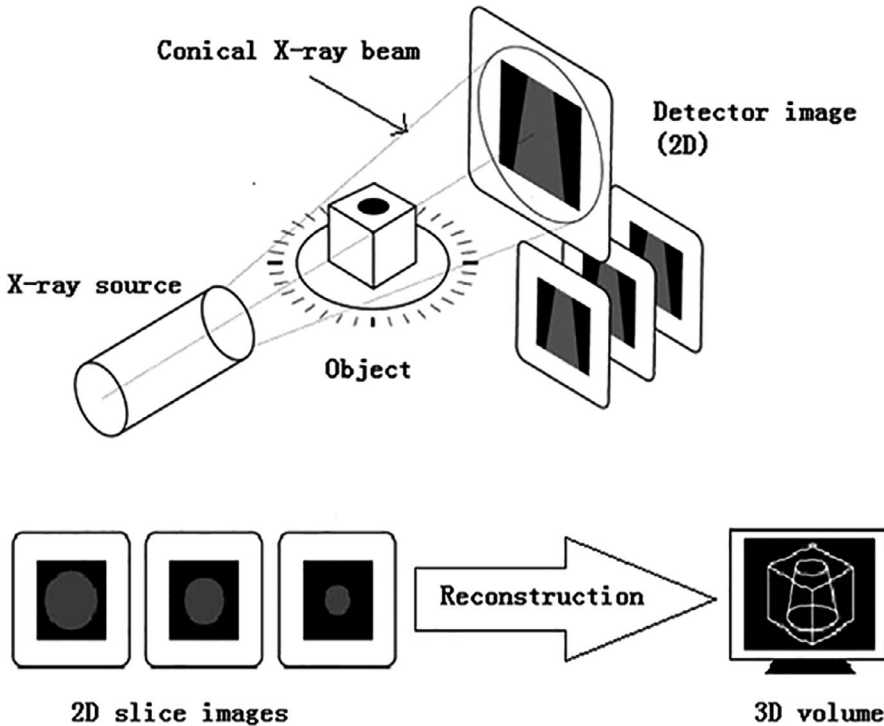 Conical X-ray beam
Detector image
(2D)
X-ray source
Object
Reconstruction
2D slice images
3D volume